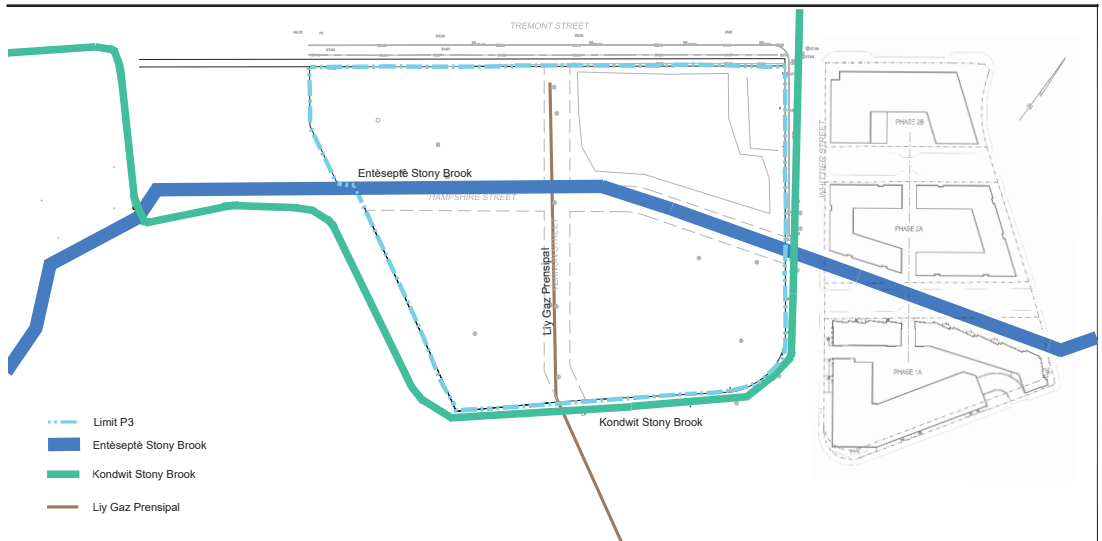 TREMONT STREET
WHITTIER STREET
PHASE 2B
Entèseptè Stony Brook
HAMPSHIRE STREET
PHASE 2A
Liy Gaz Prensipal
PHASE 1A
Kondwit Stony Brook
Limit P3
Entèseptè Stony Brook
Kondwit Stony Brook
Liy Gaz Prensipal